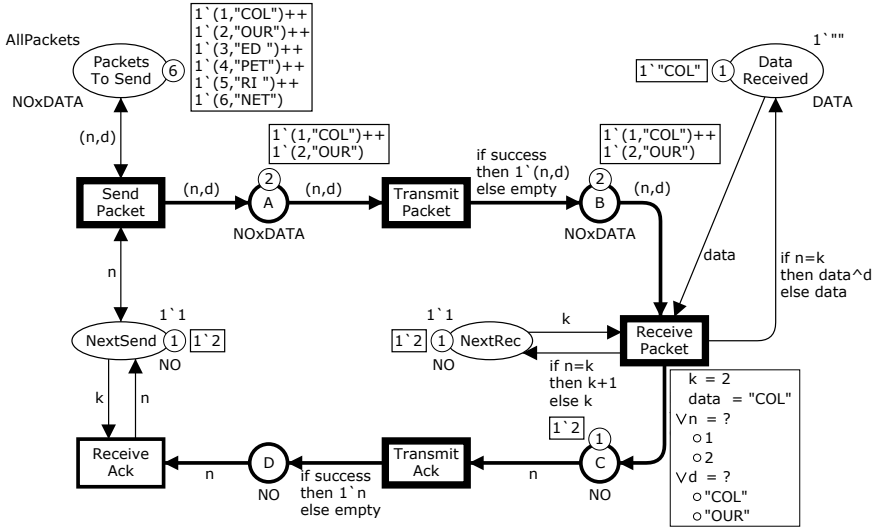 AllPackets
Packets
To Send
6
NOxDATA
1`(1,"COL")++
1`(2,"OUR")++
1`(3,"ED ")++
1`(4,"PET")++
1`(5,"RI ")++
1`(6,"NET")
1`""
1`"COL"
1
Data
Received
DATA
(n,d)
1`(1,"COL")++
1`(2,"OUR")
1`(1,"COL")++
1`(2,"OUR")
Send
Packet
(n,d)
2
A
NOxDATA
(n,d)
Transmit
Packet
if success
then 1`(n,d)
else empty
2
B
NOxDATA
(n,d)
n
data
if n=k
then data^d
else data
1`1
NextSend
1
1`2
NO
1`1
1`2
1
NextRec
NO
k
Receive
Packet
if n=k
then k+1
else k
k = 2
data = "COL"
∨n = ?
1
2
∨d = ?
"COL"
"OUR"
k
n
Receive
Ack
n
D
NO
if success
then 1`n
else empty
Transmit
Ack
n
1`2
1
C
NO